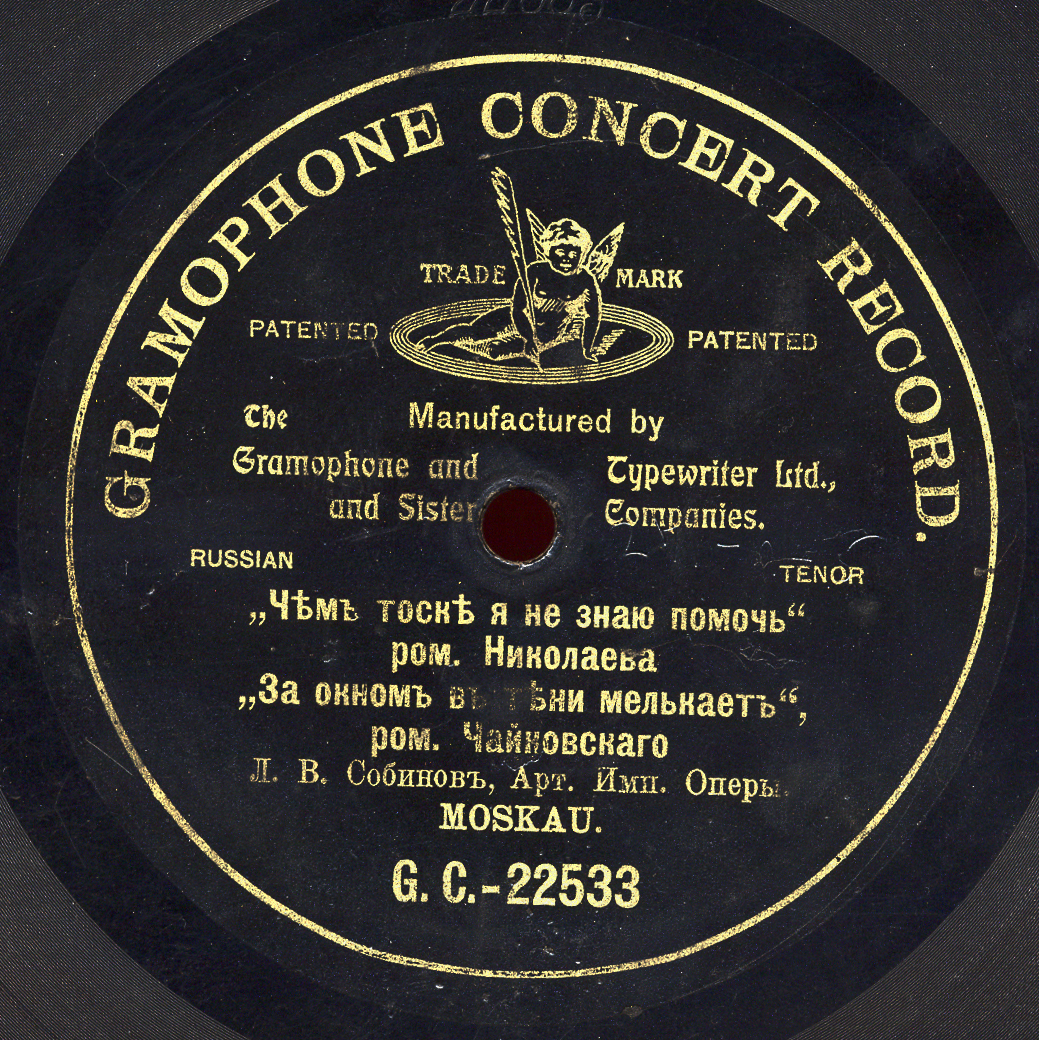 GRAMOPHONE CONCERT RECORD.
TRADE MARK
PATENTED PATENTED
Manufactured by
The
Gramophone and Typewriter Ltd.,
and Sister Companies.
RUSSIAN TENOR
„Чѣмъ тоскѣ я не знаю помочь“
ром. Николаева
„За окномъ въ тѣни мелькаетъ“,
ром. Чайковскаго
Л. В. Собиновъ, Арт. Имп. Оперы.
MOSKAU.
G. C.-22533